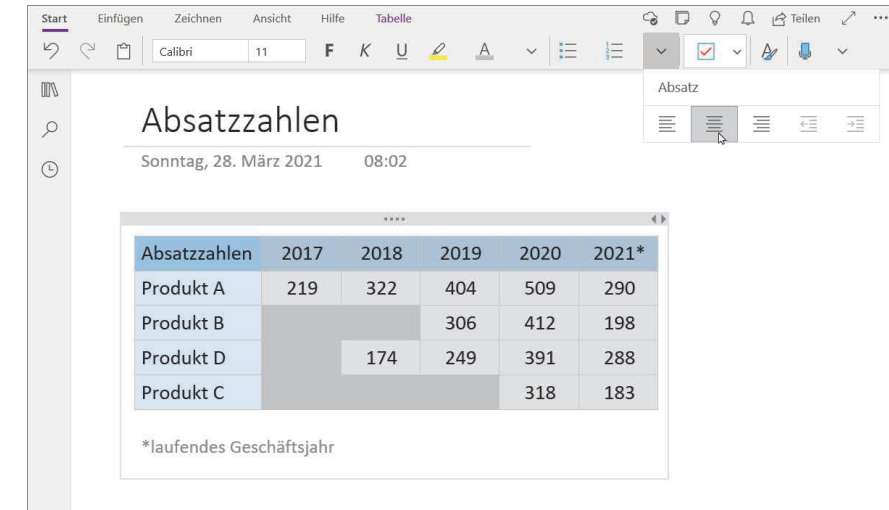 Start Einfügen Zeichnen Ansicht Hilfe Tabelle Teilen
Calibri 11 F K U A
Absatz
Absatzzahlen
Sonntag, 28. März 2021 08:02
Absatzzahlen 2017 2018 2019 2020 2021*
Produkt A 219 322 404 509 290
Produkt B 306 412 198
Produkt D 174 249 391 288
Produkt C 318 183
*laufendes Geschäftsjahr